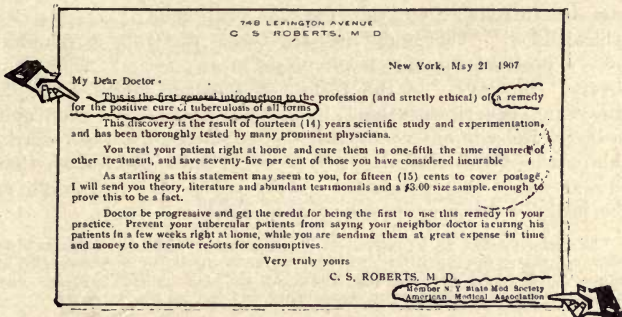 748 LEXINGTON AVENUE
C S ROBERTS, M D
New York, May 21 1907
My Dear Doctor
This is the first general introduction to the profession (and strictly ethical) of a remedy
for the positive cure of tuberculosis of all forms
This discovery is the result of fourteen (14) years scientific study and experimentation,
and has been thoroughly tested by many prominent physicians.
You treat your patient right at home and cure them in one-fifth the time required of
other treatment, and save seventy-five per cent of those you have considered incurable
As startling as this statement may seem to you, for fifteen (15) cents to cover postage,
I will send you theory, literature and abundant testimonials and a $3.00 size sample, enough to
prove this to be a fact.
Doctor be progressive and get the credit for being the first to use this remedy in your
practice. Prevent your tubercular patients from saying your neighbor doctor is curing his
patients in a few weeks right at home, while you are sending them at great expense in time
and money to the remote resorts for consumptives.
Very truly yours
C. S. ROBERTS, M D
Member N. Y State Med Society
American Medical Association